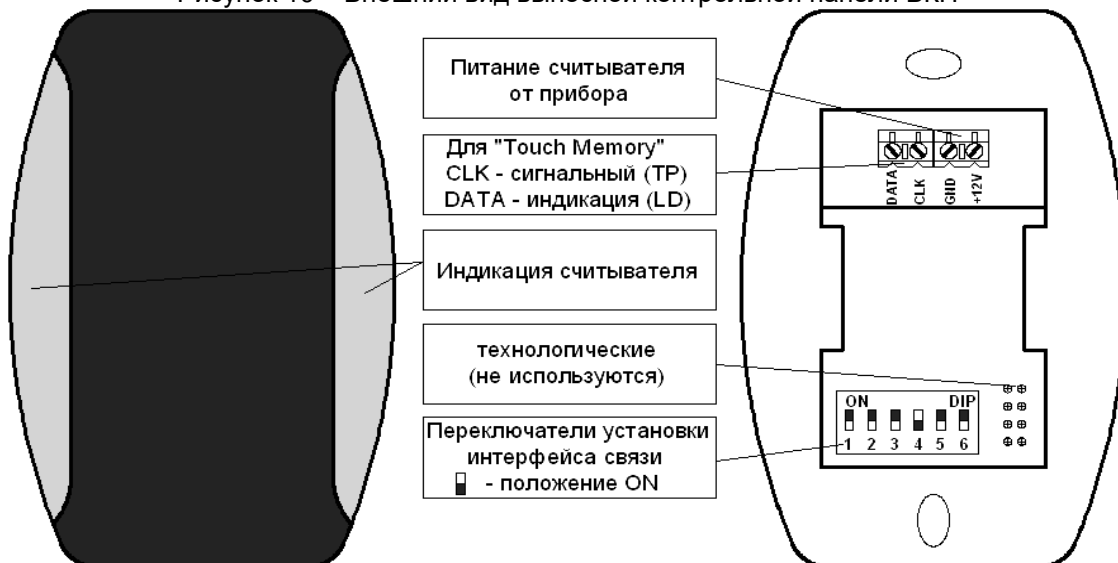 Питание считывателя
от прибора
Для "Touch Memory"
CLK - сигнальный (TP)
DATA - индикация (LD)
Индикация считывателя
технологические
(не используются)
Переключатели установки
интерфейса связи
- положение ON
DATA
CLK
GND
+12V
ON DIP
1 2 3 4 5 6